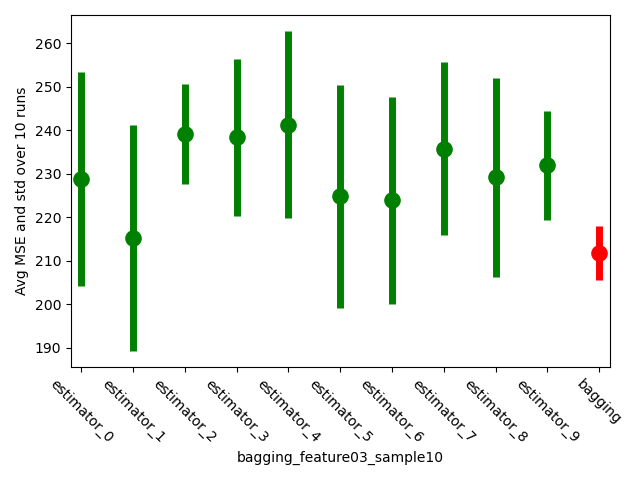 260
250
240
230
220
210
200
190
Avg MSE and std over 10 runs
estimator_0
estimator_1
estimator_2
estimator_3
estimator_4
estimator_5
estimator_6
estimator_7
estimator_8
estimator_9
bagging
bagging_feature03_sample10